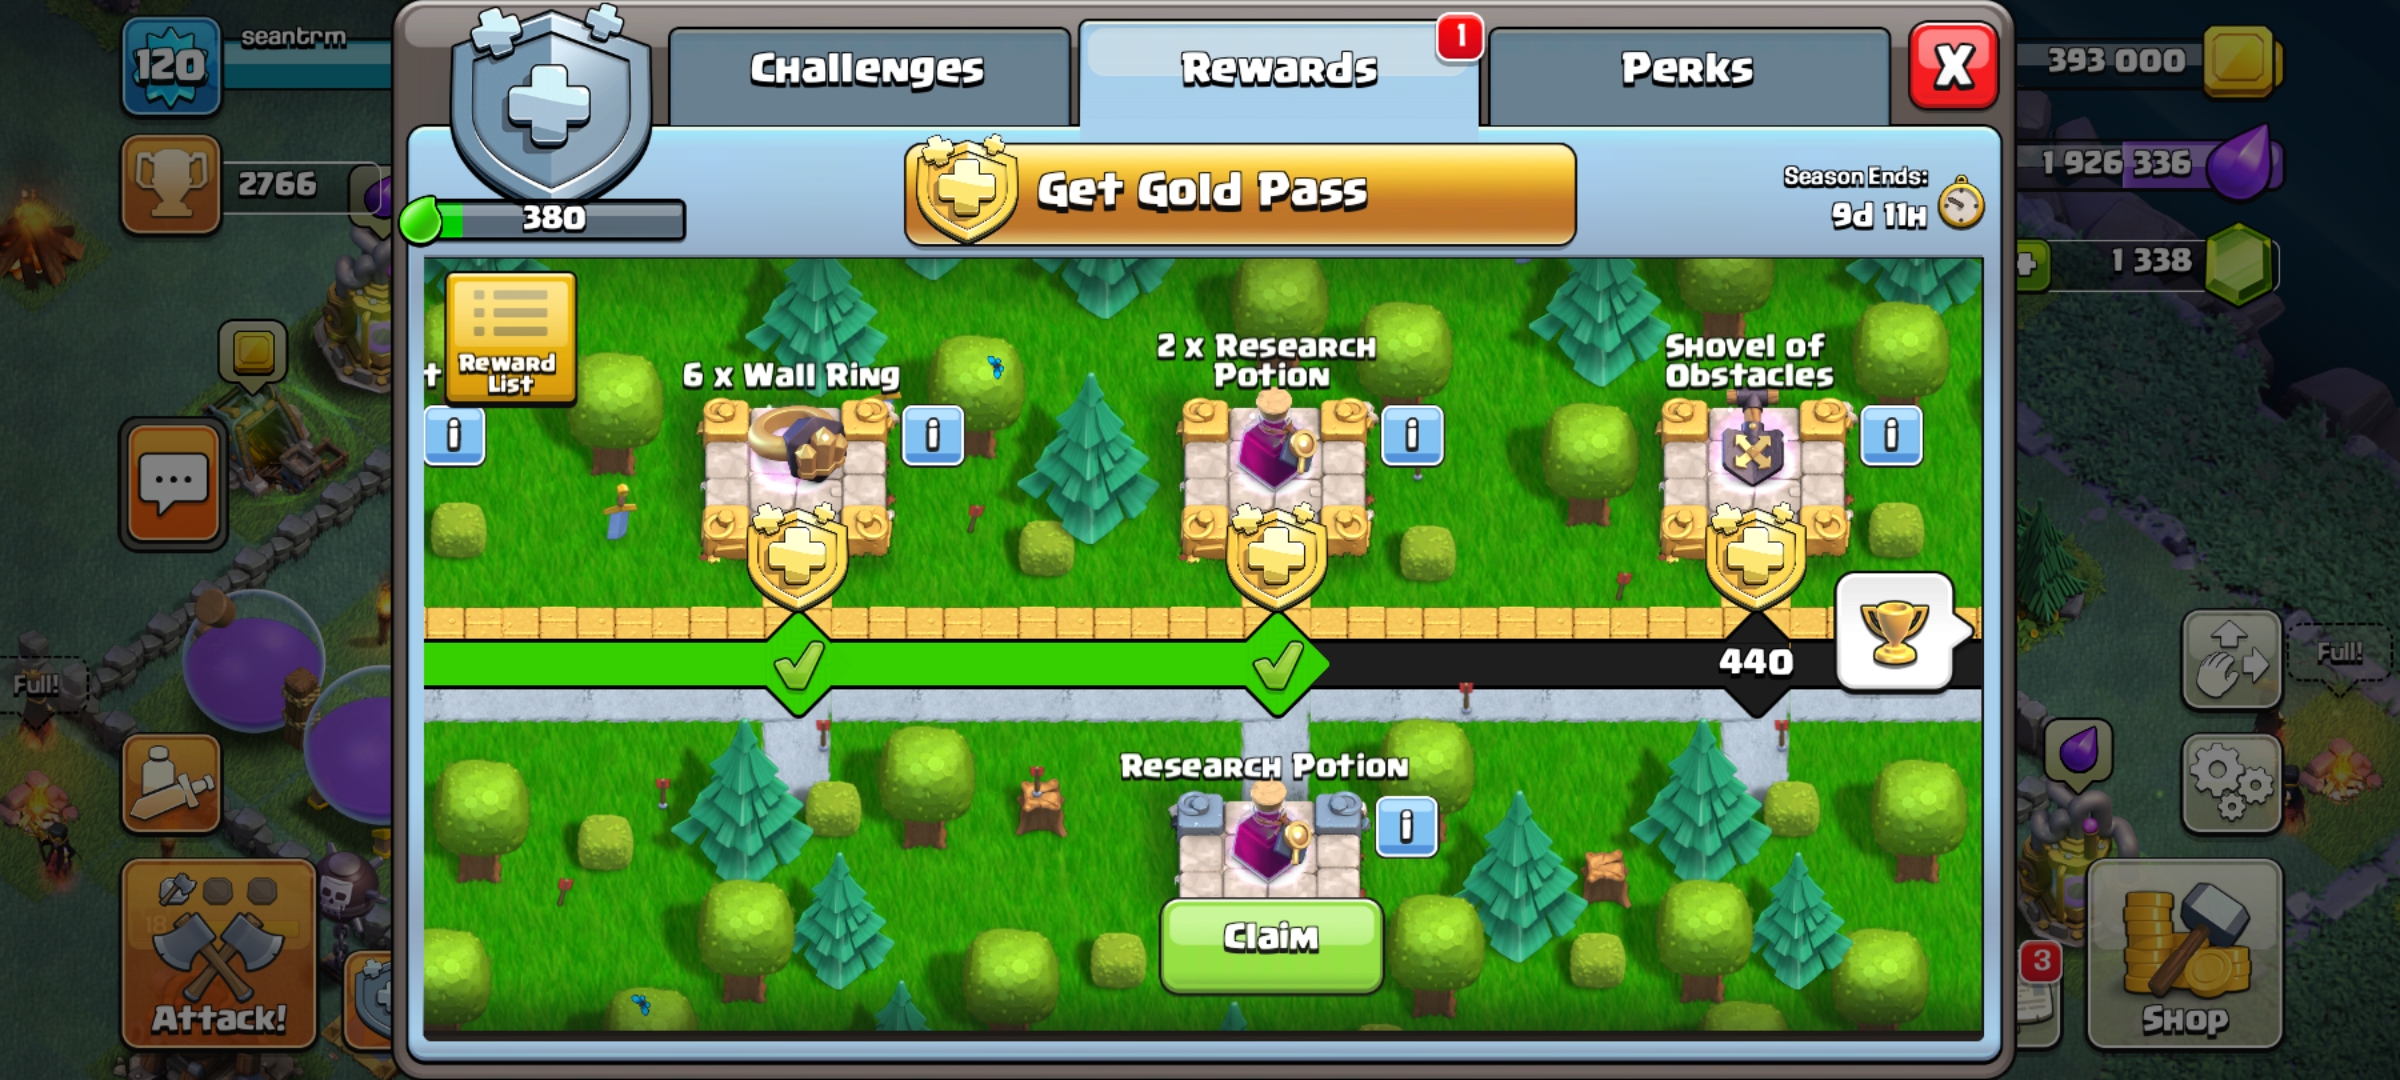 120
seantrm
2766
Challenges
Rewards
1
Perks
X
393 000
1 926 336
1 338
380
Get Gold Pass
Season Ends:
9d 11H
Reward
List
t
6 x Wall Ring
2 x Research
Potion
Shovel of
Obstacles
i
i
i
i
440
Full!
Full!
Research Potion
i
Claim
18
Attack!
3
Shop